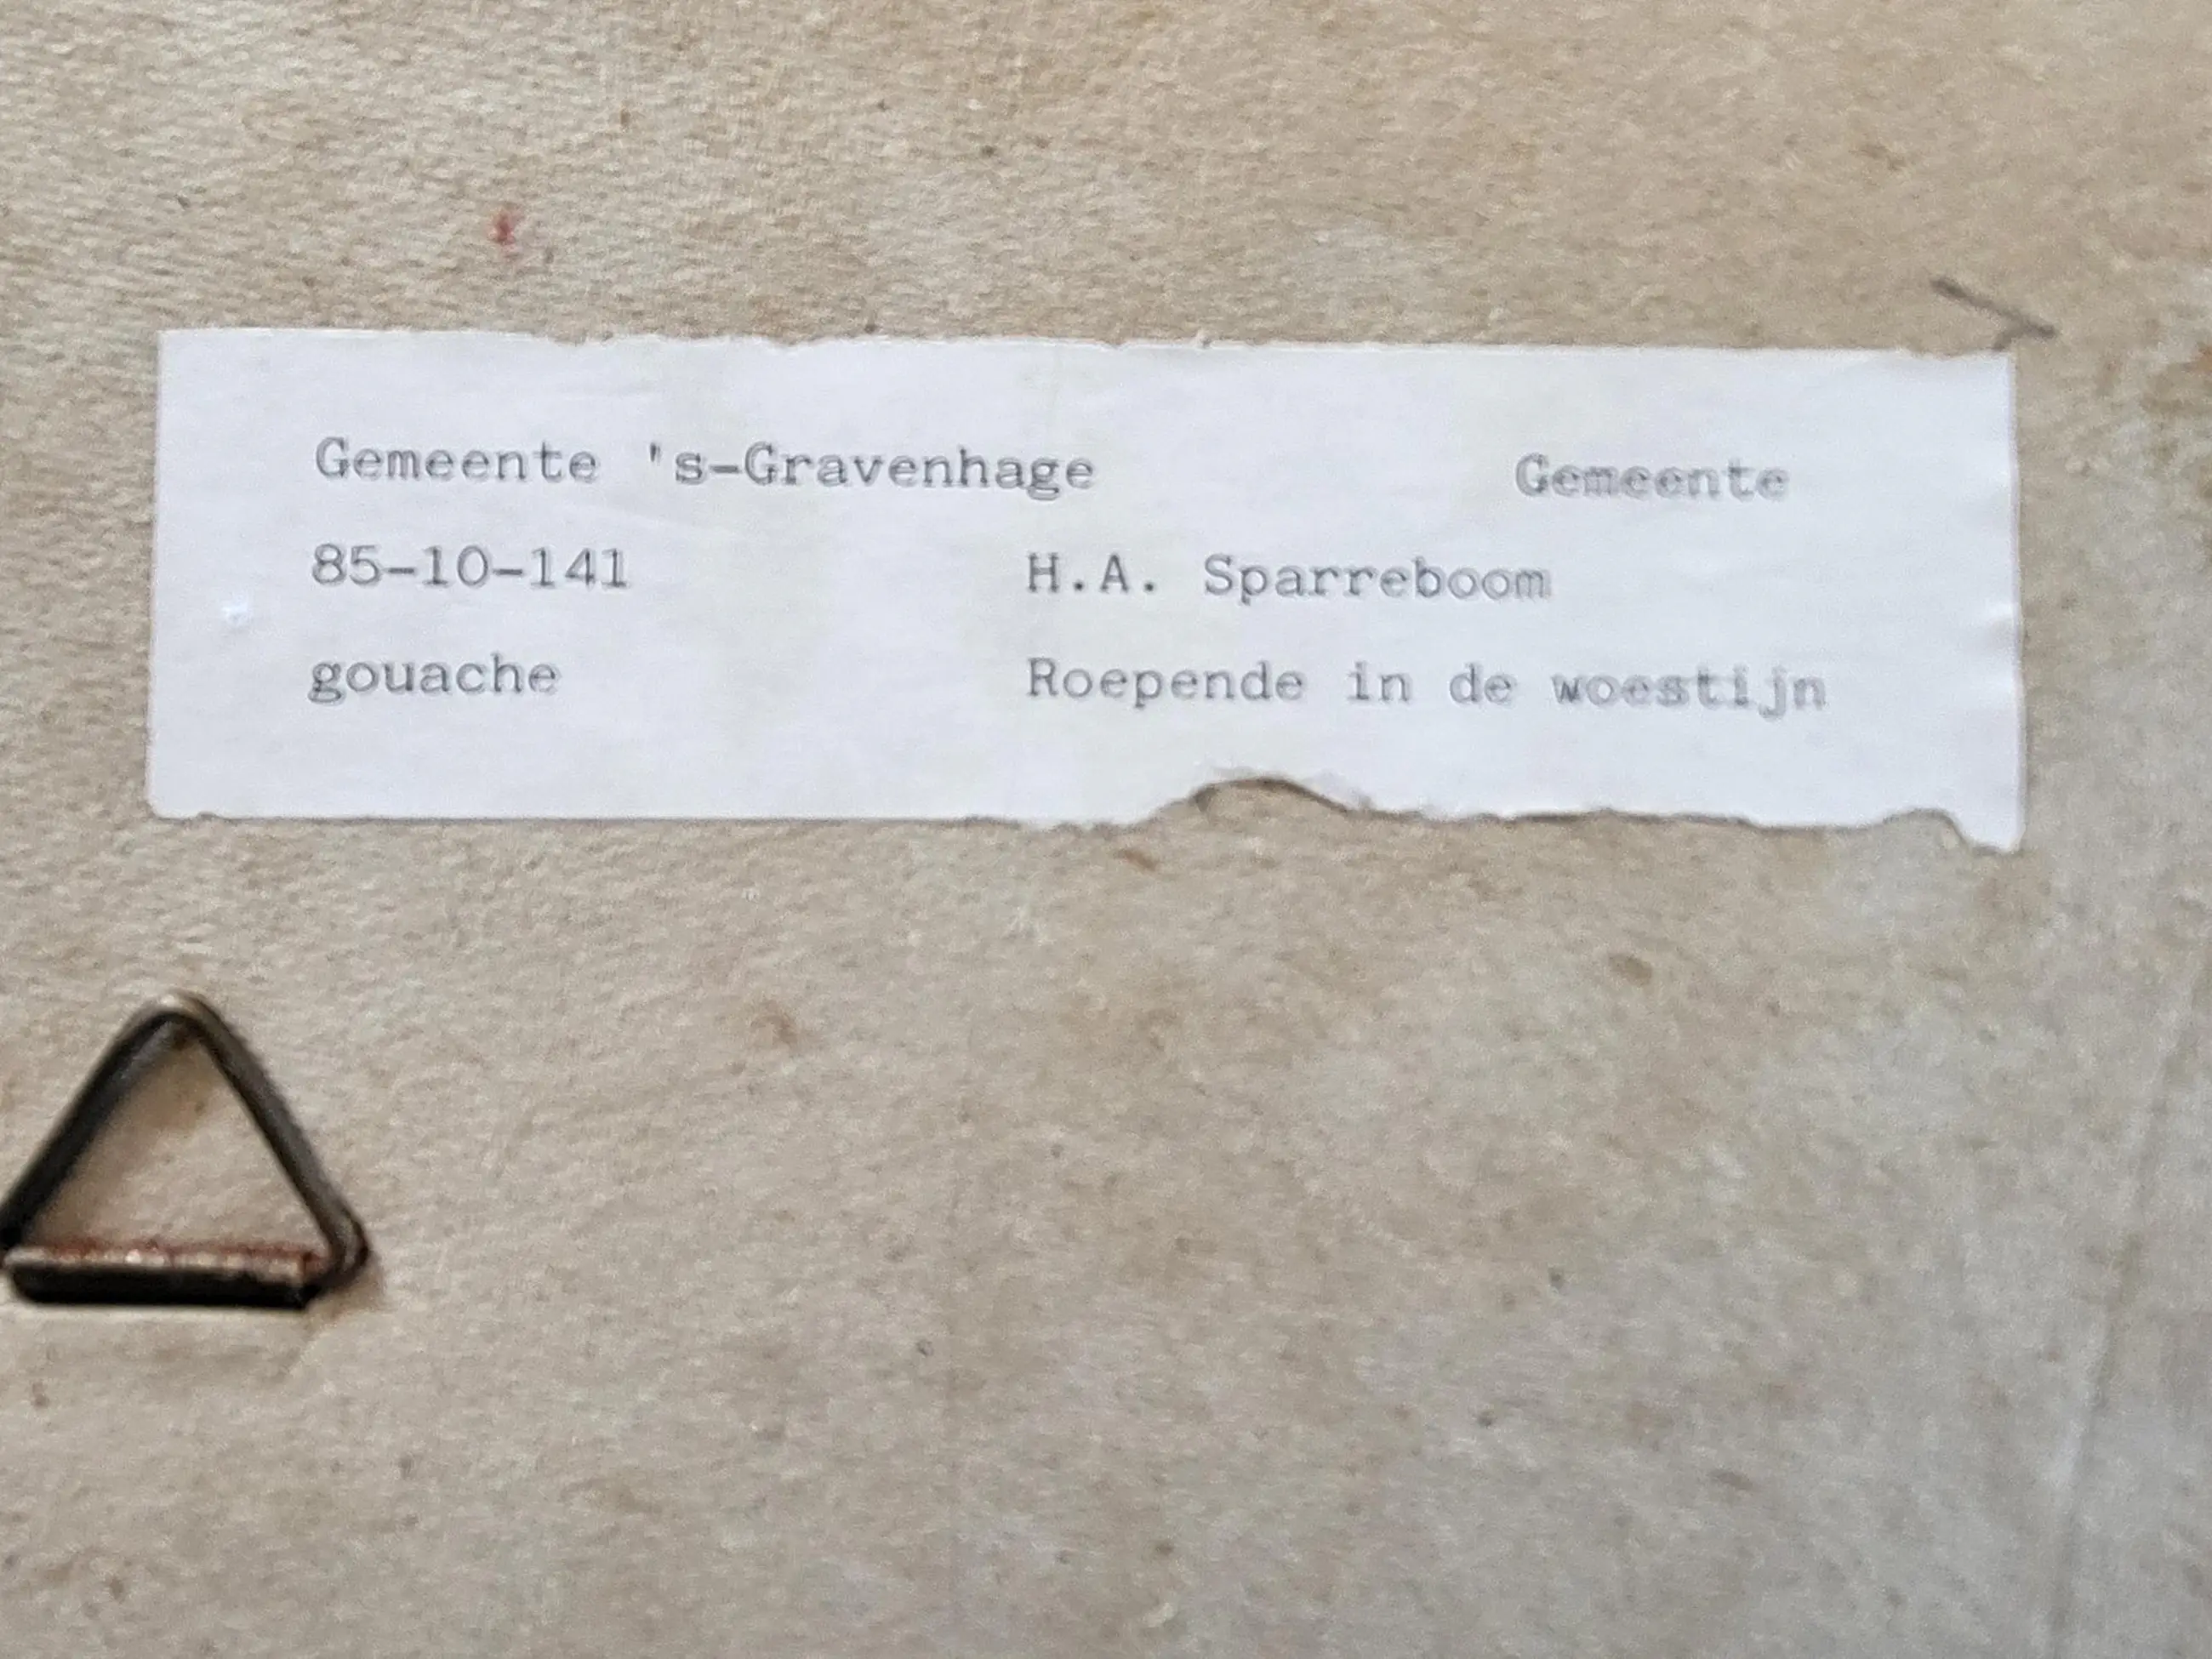 Gemeente 's-Gravenhage Gemeente
85-10-141 H.A. Sparreboom
gouache Roepende in de woestijn